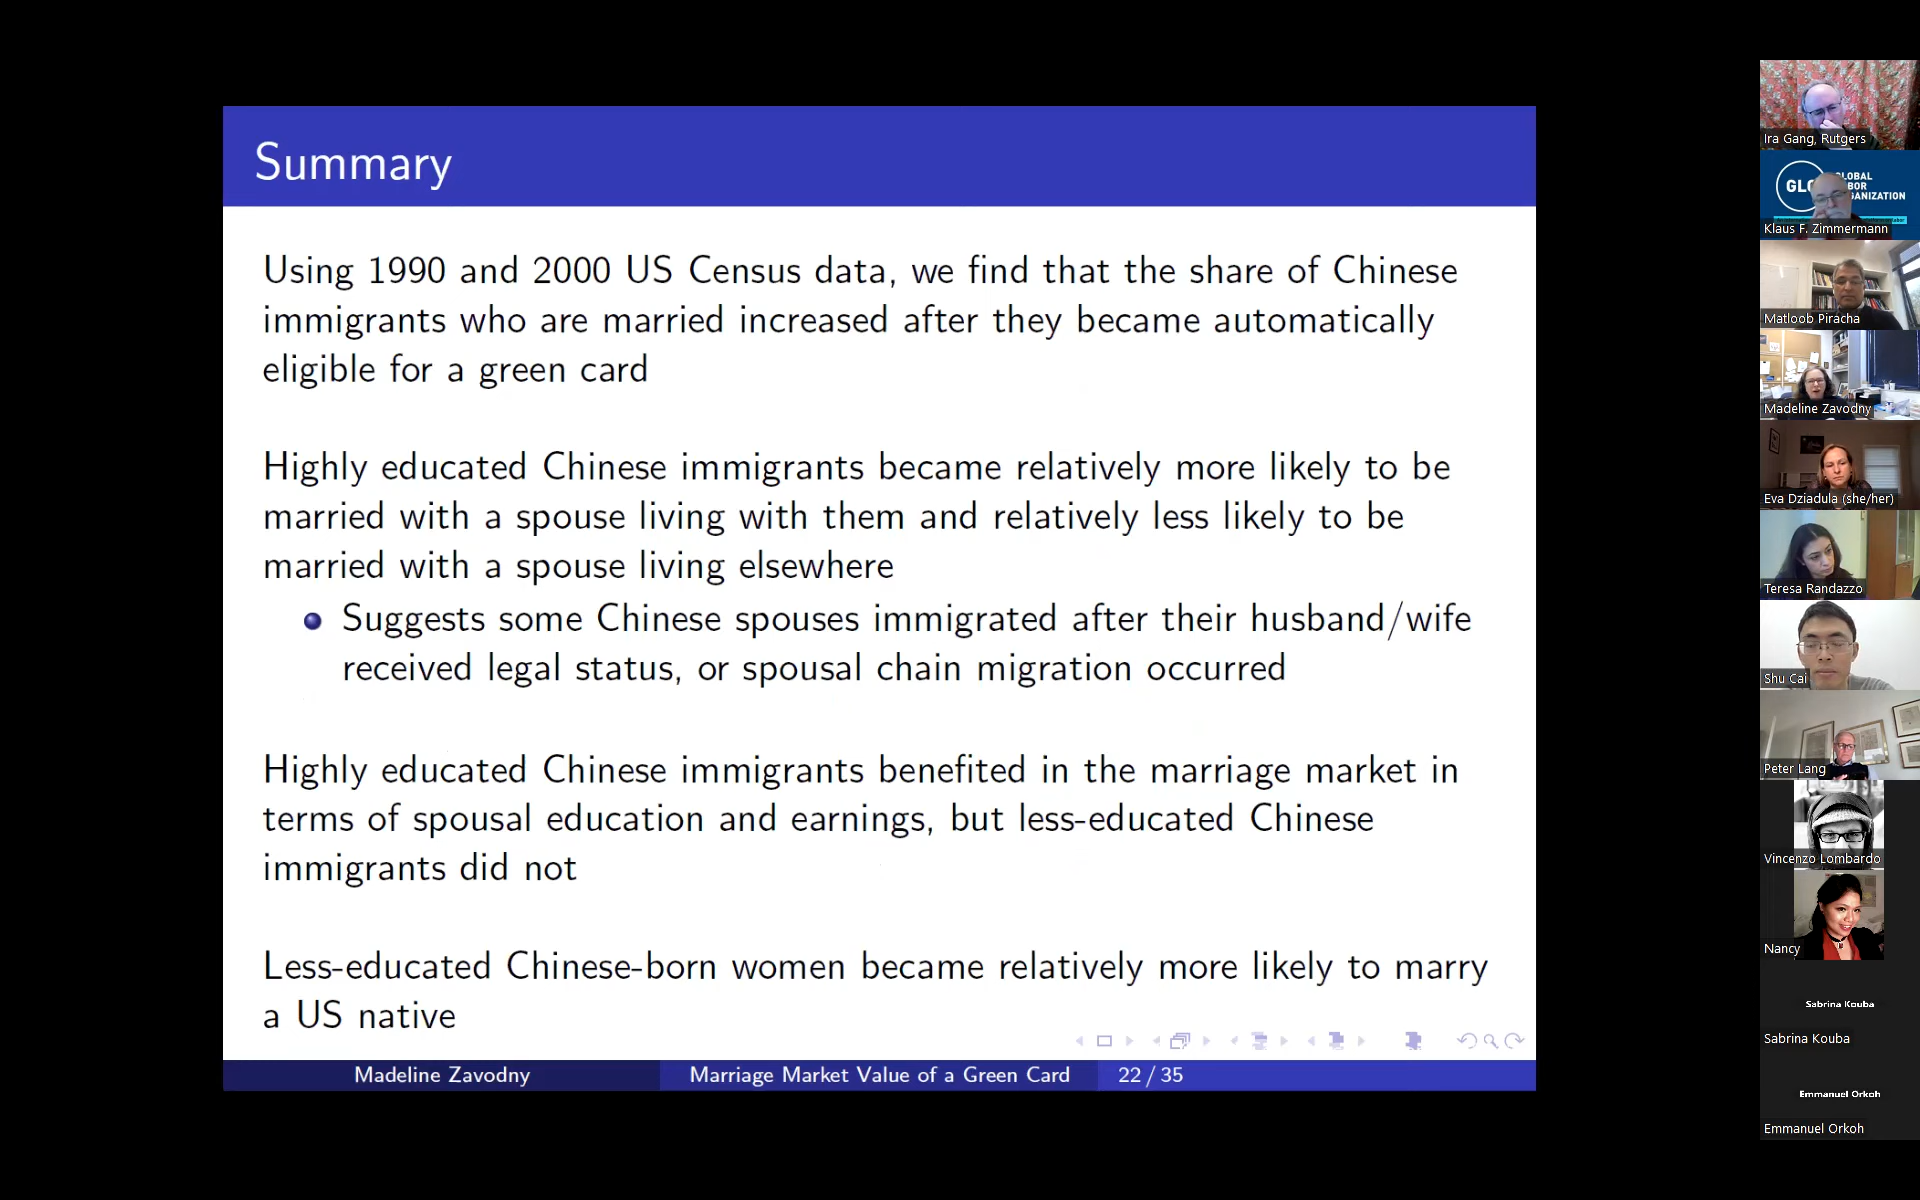 Summary
Using 1990 and 2000 US Census data, we find that the share of Chinese
immigrants who are married increased after they became automatically
eligible for a green card
Highly educated Chinese immigrants became relatively more likely to be
married with a spouse living with them and relatively less likely to be
married with a spouse living elsewhere
Suggests some Chinese spouses immigrated after their husband/wife
received legal status, or spousal chain migration occurred
Highly educated Chinese immigrants benefited in the marriage market in
terms of spousal education and earnings, but less-educated Chinese
immigrants did not
Less-educated Chinese-born women became relatively more likely to marry
a US native
Madeline Zavodny
Marriage Market Value of a Green Card
22 / 35
Ira Gang, Rutgers
GLOBAL
Klaus F. Zimmermann
Matloob Piracha
Madeline Zavodny
Eva Dziadula (she/her)
Teresa Randazzo
Shu Cai
Peter Lang
Vincenzo Lombardo
Nancy
Sabrina Kouba
Sabrina Kouba
Emmanuel Orkoh
Emmanuel Orkoh